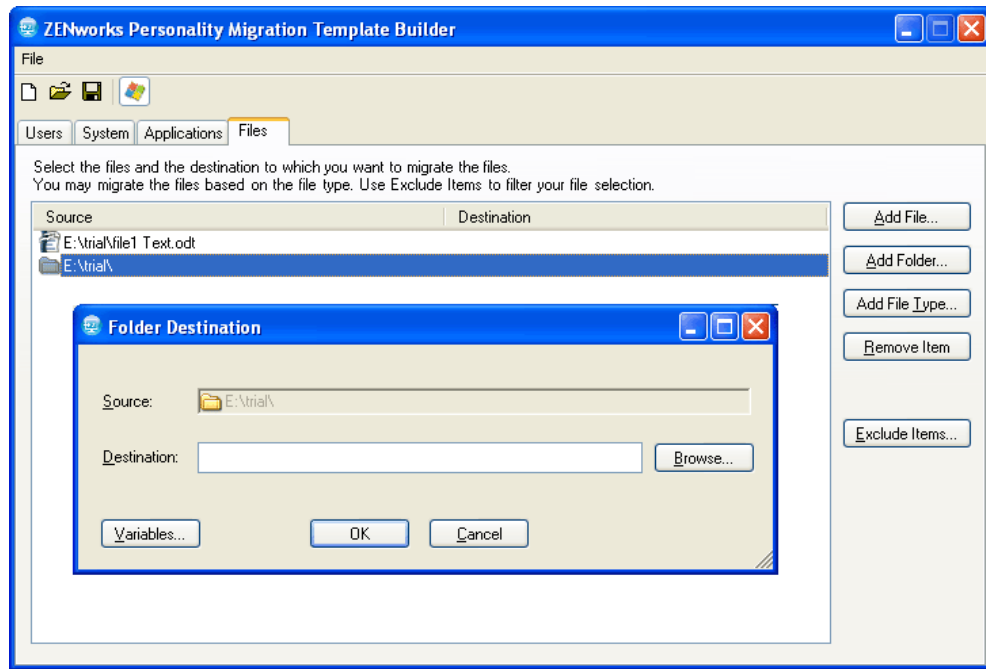 ZENworks Personality Migration Template Builder
File
Users System Applications Files
Select the files and the destination to which you want to migrate the files.
You may migrate the files based on the file type. Use Exclude Items to filter your file selection.
Source Destination
E:\trial\file1 Text.odt
E:\trial\
Add File...
Add Folder...
Add File Type...
Remove Item
Exclude Items...
Folder Destination
Source: E:\trial\
Destination: Browse...
Variables... OK Cancel